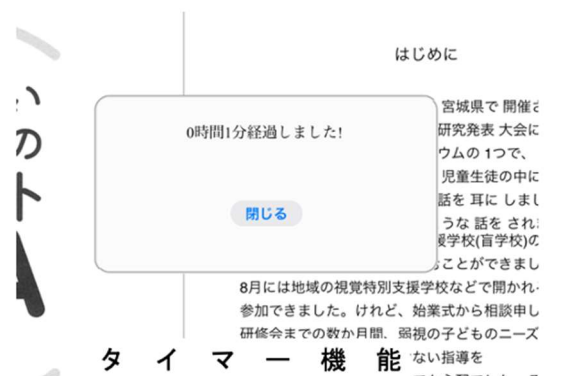 はじめに
0時間1分経過しました!
閉じる
宮城県で 開催
研究発表 大会に
ウムの 1つで、
児童生徒の中に
話を 耳に しまし
うな 話を され
援学校(盲学校)の
ことができまし
8月には地域の視覚特別支援学校などで開かれ
参加できました。けれど、始業式から相談申し
研修会までの数か月間、弱視の子どものニーズ
ない指導を
タイマー機能
い
の
ト
A